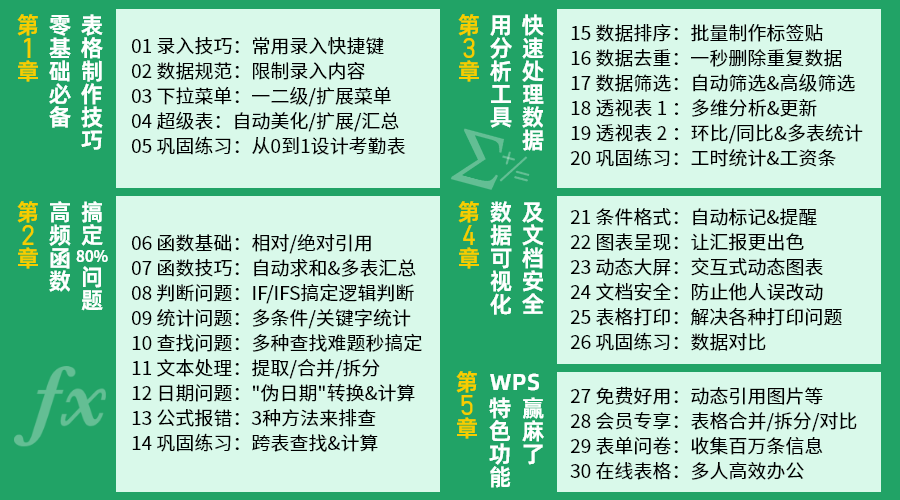 第1章
零基础必备
表格制作技巧
01 录入技巧：常用录入快捷键
02 数据规范：限制录入内容
03 下拉菜单：一二级/扩展菜单
04 超级表：自动美化/扩展/汇总
05 巩固练习：从0到1设计考勤表
第2章
高频函数
搞定80%问题
06 函数基础：相对/绝对引用
07 函数技巧：自动求和&多表汇总
08 判断问题：IF/IFS搞定逻辑判断
09 统计问题：多条件/关键字统计
10 查找问题：多种查找难题秒搞定
11 文本处理：提取/合并/拆分
12 日期问题："伪日期"转换&计算
13 公式报错：3种方法来排查
14 巩固练习：跨表查找&计算
fx
第3章
用分析工具
快速处理数据
15 数据排序：批量制作标签贴
16 数据去重：一秒删除重复数据
17 数据筛选：自动筛选&高级筛选
18 透视表 1：多维分析&更新
19 透视表 2：环比/同比&多表统计
20 巩固练习：工时统计&工资条
Σ+-×/=
第4章
数据可视化
及文档安全
21 条件格式：自动标记&提醒
22 图表呈现：让汇报更出色
23 动态大屏：交互式动态图表
24 文档安全：防止他人误改动
25 表格打印：解决各种打印问题
26 巩固练习：数据对比
第5章
WPS
特色功能
赢麻了
27 免费好用：动态引用图片等
28 会员专享：表格合并/拆分/对比
29 表单问卷：收集百万条信息
30 在线表格：多人高效办公